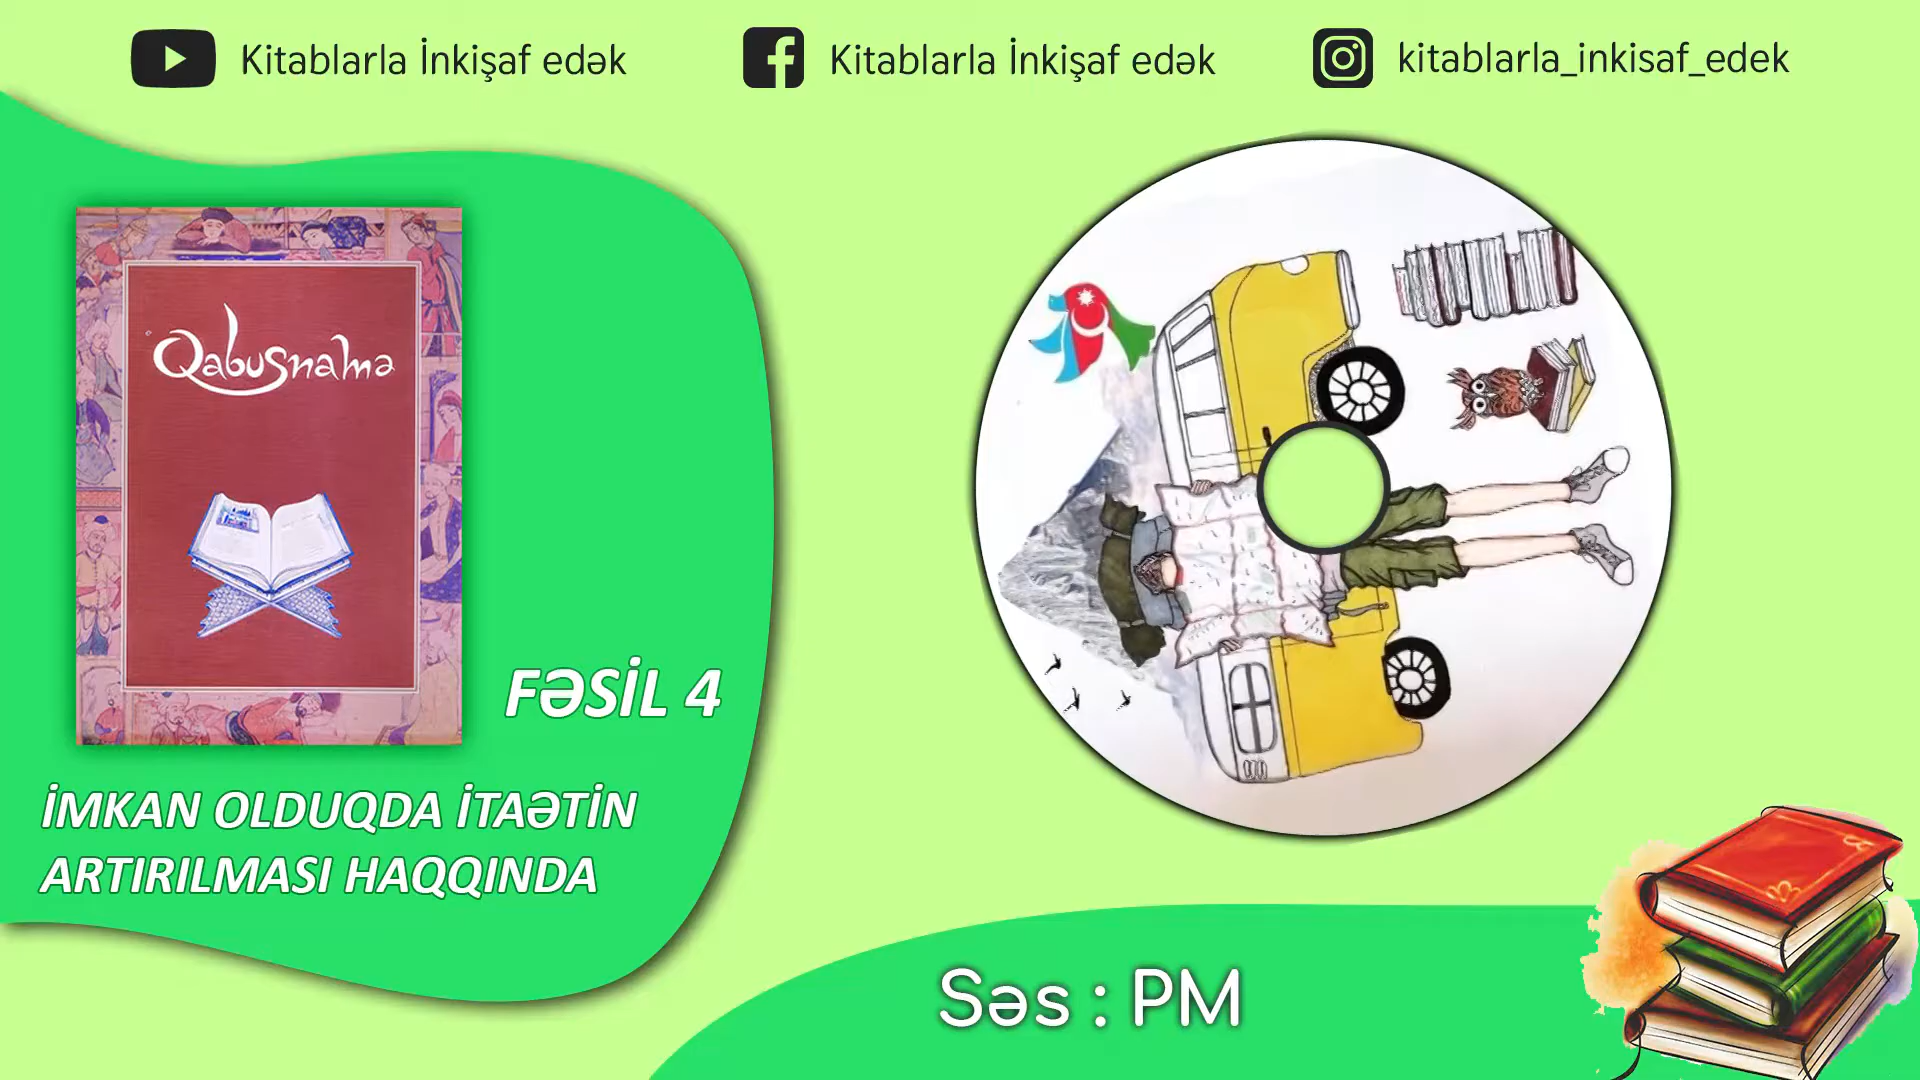 Kitablarla İnkişaf edək
Kitablarla İnkişaf edək
kitablarla_inkisaf_edek
Qabusnamə
FƏSİL 4
İMKAN OLDUQDA İTAƏTİN
ARTIRILMASI HAQQINDA
Səs : PM